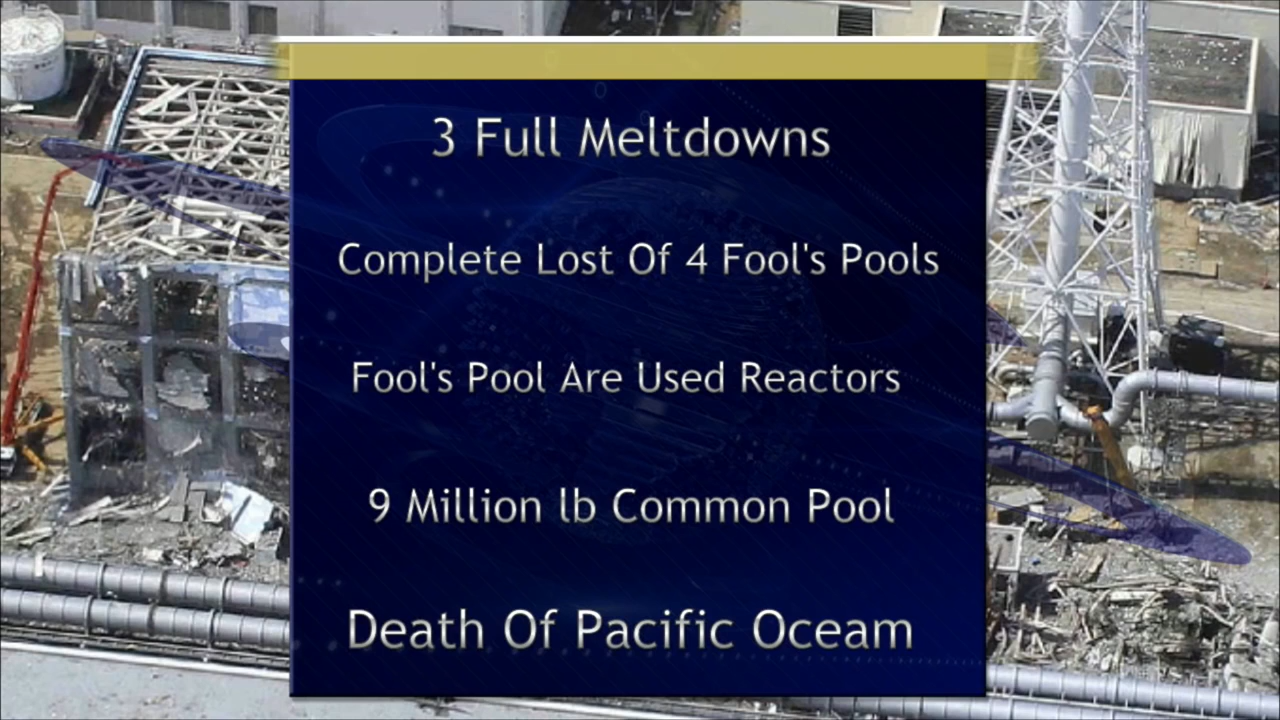 3 Full Meltdowns
Complete Lost Of 4 Fool's Pools
Fool's Pool Are Used Reactors
9 Million lb Common Pool
Death Of Pacific Oceam